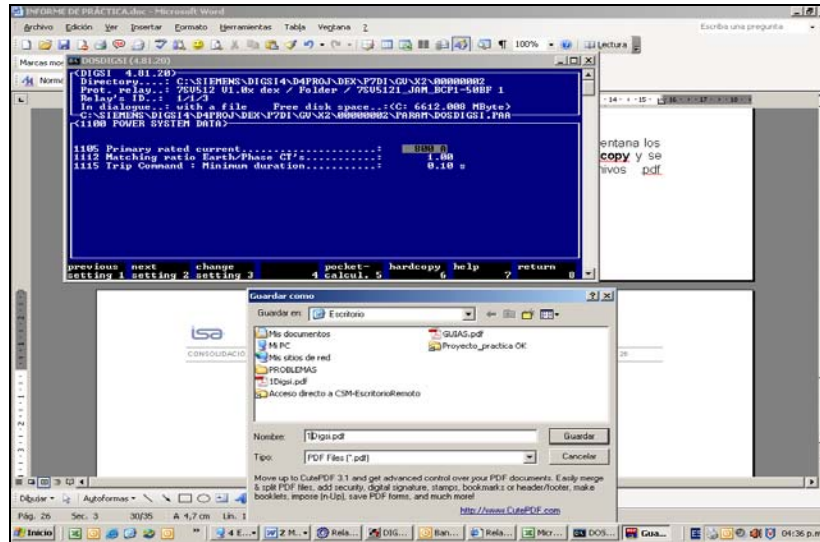 INFORME DE PRÁCTICA.doc - Microsoft Word
Archivo Edición Ver Insertar Formato Herramientas Tabla Ventana ?
Escriba una pregunta
100%
Lectura
DOSDIGSI (4.81.20)
<DIGSI 4.81.20>
Directory....: C:\SIEMENS\DIGSI4\D4PROJ\DEX\P7DI\GV\X2\00000002
Prot. relay..: 7SV512 V1.0x dex / Folder / 7SV5121_JAM_BCP1-50BF 1
Relay's ID..: 1/1/3
In dialogue..: with a file Free disk space..:(C: 6612.008 MByte>
C:\SIEMENS\DIGSI4\D4PROJ\DEX\P7DI\GV\X2\00000002\PARAM\DOSDIGSI.PAA
<1100 POWER SYSTEM DATA>
1105 Primary rated current....................: 800 A
1112 Matching ratio Earth/Phase CT's..........: 1.00
1115 Trip Command : Minimum duration..........: 0.10 s
previous next change pocket- hardcopy help return
setting 1 setting 2 setting 3 4 calcul. 5 6 7 8
entana los
copy y se
ivos pdf
isa
CONSOLIDACIO
28
Guardar como
Guardar en: Escritorio
Mis documentos
Mi PC
Mis sitios de red
PROBLEMAS
1Digsi.pdf
Acceso directo a CSM-EscritorioRemoto
GUIAS.pdf
Proyecto_practica OK
Nombre: 1Digsi.pdf
Guardar
Tipo: PDF Files (*.pdf)
Cancelar
Move up to CutePDF 3.1 and get advanced control over your PDF documents. Easily merge
& split PDF files, add security, digital signature, stamps, bookmarks or header/footer, make
booklets, impose (n-Up), save PDF forms, and much more!
http://www.CutePDF.com
Dibujar Autoformas
Pág. 26 Sec. 3 30/35 A 4,7 cm Lín. 1
Inicio
4 E... 2 M... Rela... DIG... Ban... Rela... Micr... DOS... Gua...
04:36 p.m